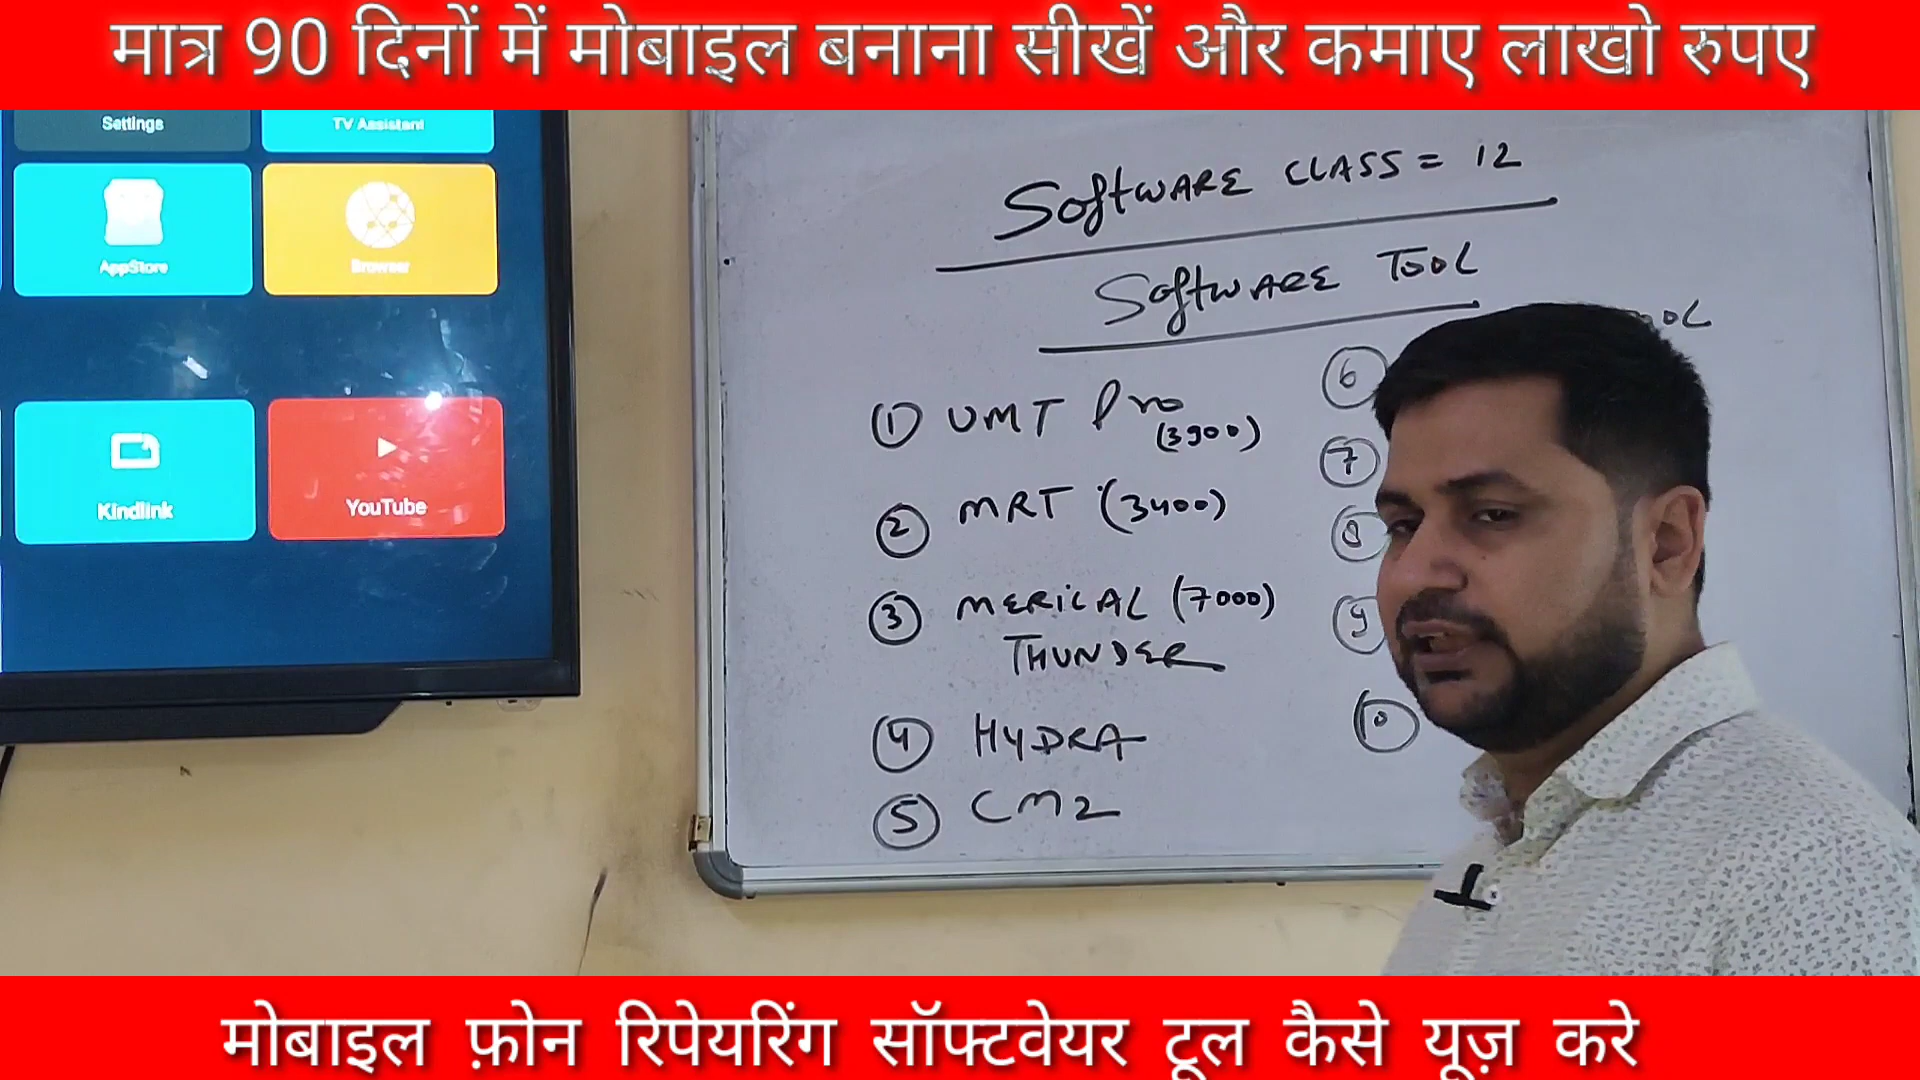 मात्र 90 दिनों में मोबाइल बनाना सीखें और कमाए लाखो रुपए
Settings
TV Assistant
AppStore
Browser
Kindlink
YouTube
SoftwARE CLASS = 12
SoftwARE TOOL
① UMT Pro
(3900)
② MRT (3400)
③ MERICAL (7000)
THUNDER
④ HYDRA
⑤ CM2
⑥
⑦
⑧
⑨
⑩
मोबाइल फ़ोन रिपेयरिंग सॉफ्टवेयर टूल कैसे यूज़ करे